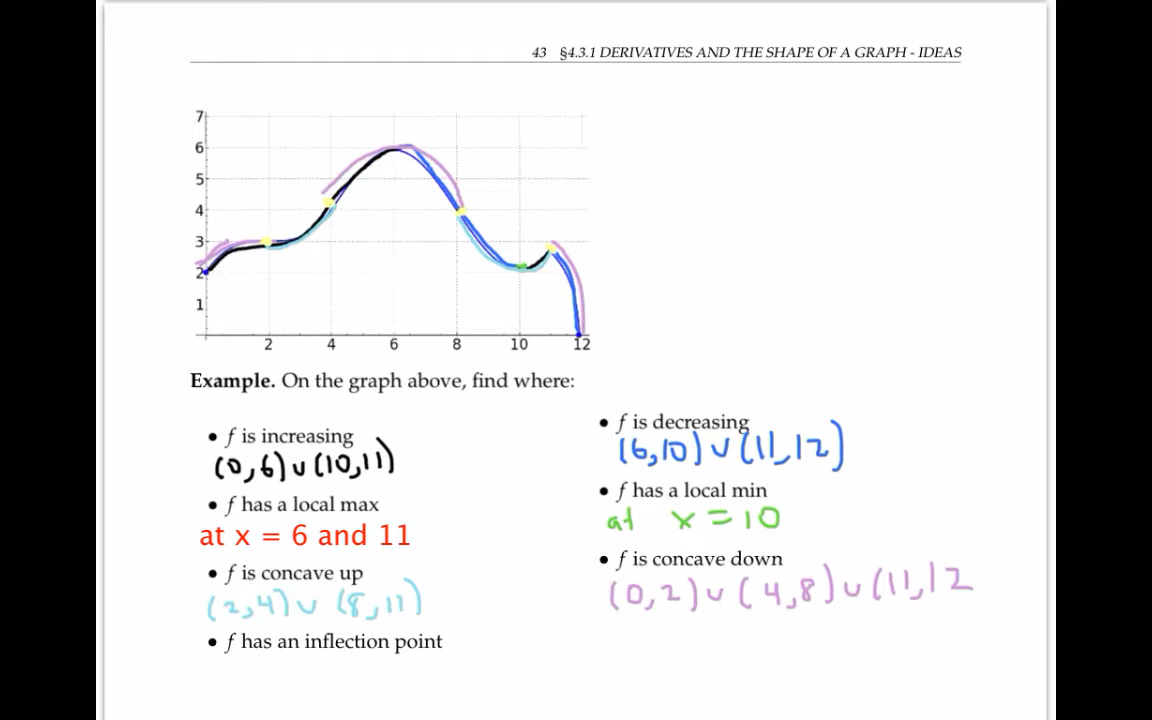 43 §4.3.1 DERIVATIVES AND THE SHAPE OF A GRAPH - IDEAS
7
6
5
4
3
2
1
2 4 6 8 10 12
Example. On the graph above, find where:
• f is increasing
(0,6) ∪ (10,11)
• f has a local max
at x = 6 and 11
• f is concave up
(2,4) ∪ (8,11)
• f has an inflection point
• f is decreasing
(6,10) ∪ (11,12)
• f has a local min
at x = 10
• f is concave down
(0,2) ∪ (4,8) ∪ (11,12